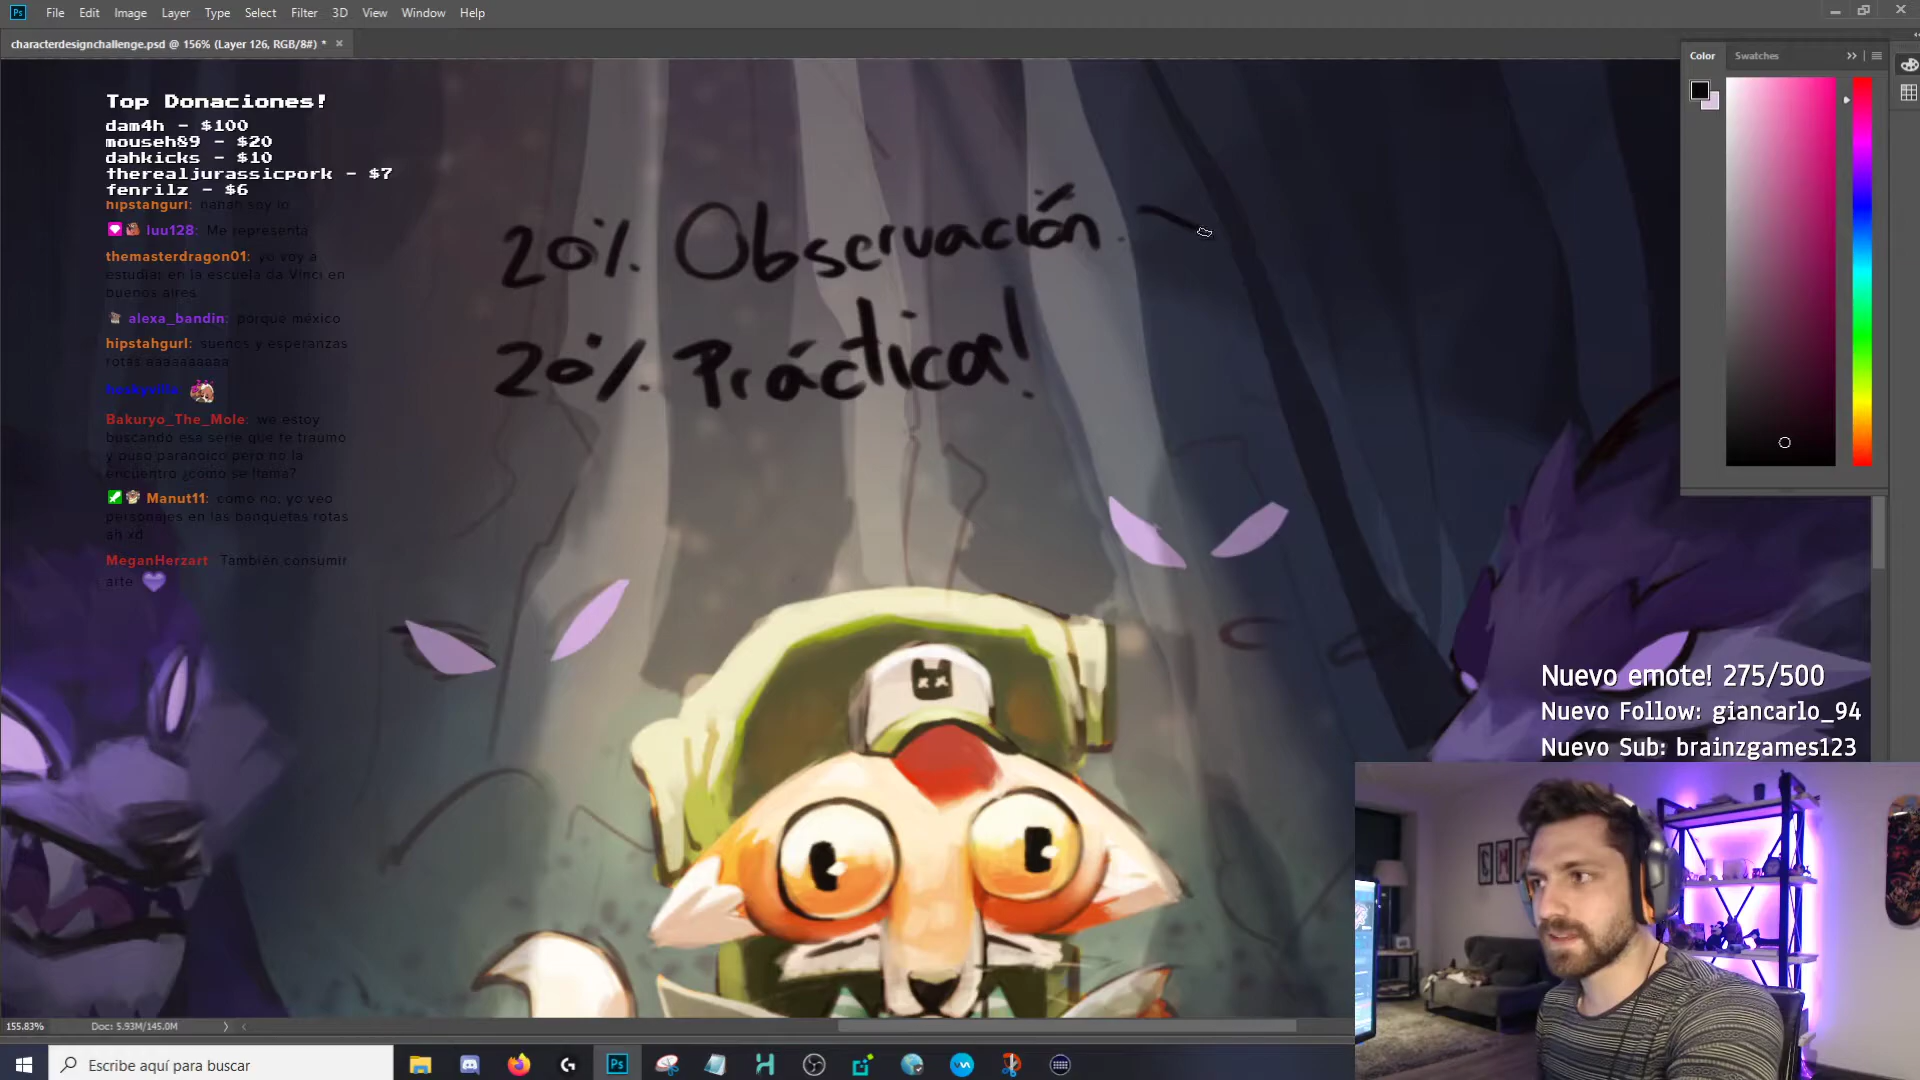 File Edit Image Layer Type Select Filter 3D View Window Help
characterdesignchallenge.psd @ 156% (Layer 126, RGB/8#) *
Color Swatches
Top Donaciones!
dam4h - $100
mouseh89 - $20
dahkicks - $10
therealjurassicpork - $7
fenrilz - $6
hipstahgurl: nanah soy lo
luu128: Me representa
themasterdragon01: yo voy a
estudiar en la escuela da Vinci en
buenos aires
alexa_bandin: porque méxico
hipstahgurl: sueños y esperanzas
rotas eaaaaaaaaa
Bakuryo_The_Mole: we estoy
buscando esa serie que te traumo
y puso paranoico pero no la
encuentro ¿como se llama?
Manut11: como no; yo veo
personajes en las banquetas rotas
ah xd
MeganHerzart También consumir
arte
20% Observación
20% Práctica!
Nuevo emote! 275/500
Nuevo Follow: giancarlo_94
Nuevo Sub: brainzgames123
155.83% Doc: 5.93M/145.0M
Escribe aquí para buscar